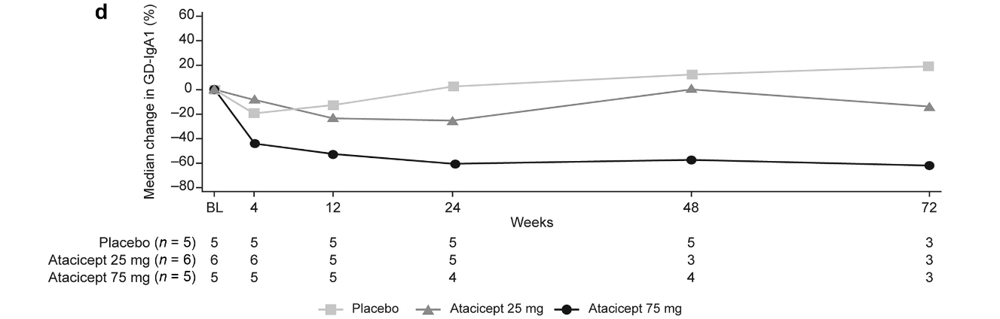 d
Median change in GD-IgA1 (%)
60
40
20
0
–20
–40
–60
–80
BL 4 12 24 48 72
Weeks
Placebo (n = 5) 5 5 5 5 5 3
Atacicept 25 mg (n = 6) 6 6 5 5 3 3
Atacicept 75 mg (n = 5) 5 5 5 4 4 3
Placebo Atacicept 25 mg Atacicept 75 mg